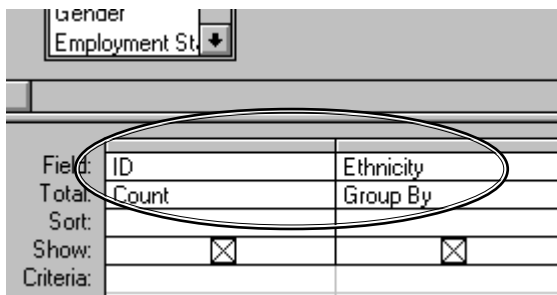 Gender
Employment St
Field: ID Ethnicity
Total: Count Group By
Sort:
Show:
Criteria: